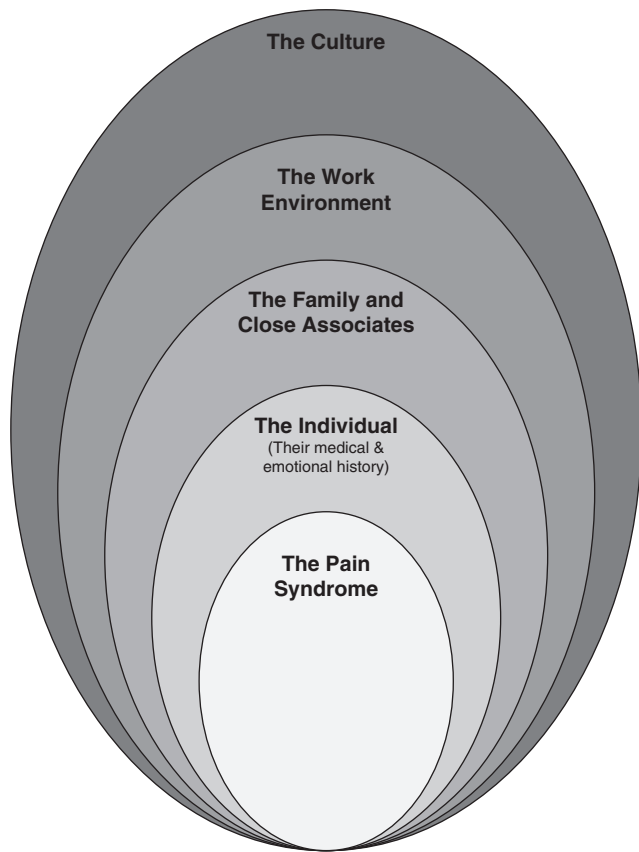 The Culture
The Work
Environment
The Family and
Close Associates
The Individual
(Their medical &
emotional history)
The Pain
Syndrome